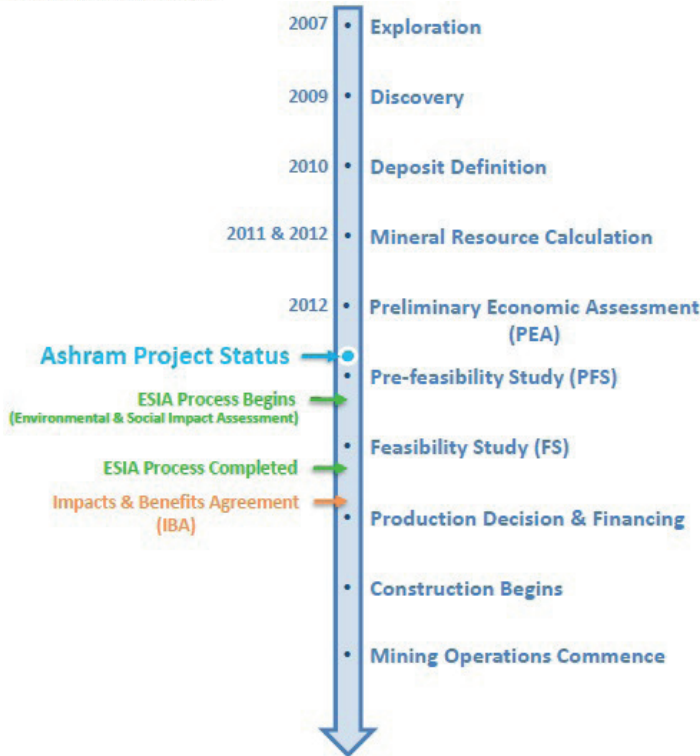 2007 Exploration
2009 Discovery
2010 Deposit Definition
2011 & 2012 Mineral Resource Calculation
2012 Preliminary Economic Assessment
(PEA)
Ashram Project Status
Pre-feasibility Study (PFS)
ESIA Process Begins
(Environmental & Social Impact Assessment)
Feasibility Study (FS)
ESIA Process Completed
Impacts & Benefits Agreement
(IBA)
Production Decision & Financing
Construction Begins
Mining Operations Commence